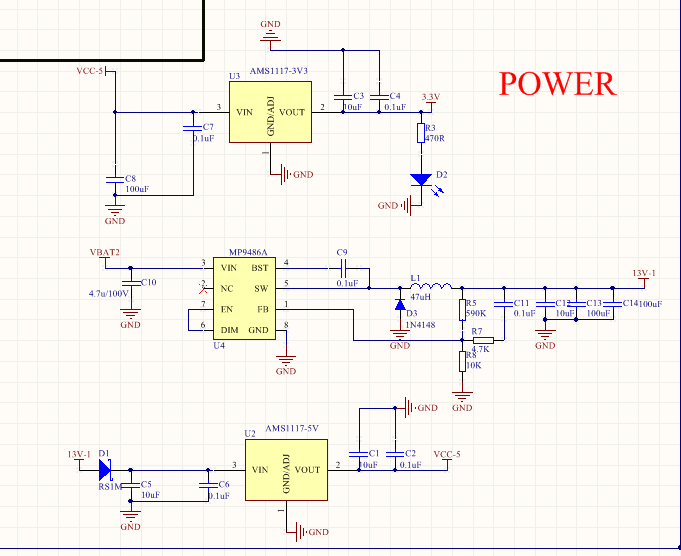 GND
VCC-5
U3
AMS1117-3V3
POWER
C3
10uF
C4
0.1uF
3.3V
3
VIN
VOUT
2
GND/ADJ
1
C7
0.1uF
R3
470R
C8
100uF
GND
GND
D2
GND
VBAT2
MP9486A
3
VIN
BST
4
C9
0.1uF
13V-1
2
NC
SW
5
L1
47uH
C10
4.7u/100V
7
EN
FB
1
D3
1N4148
R5
590K
C11
0.1uF
C12
10uF
C13
100uF
C14
100uF
6
DIM
GND
8
GND
U4
GND
GND
R7
4.7K
R8
10K
GND
GND
GND
U2
AMS1117-5V
13V-1
D1
RS1M
3
VIN
VOUT
2
GND/ADJ
1
C1
10uF
C2
0.1uF
VCC-5
C5
10uF
C6
0.1uF
GND
GND